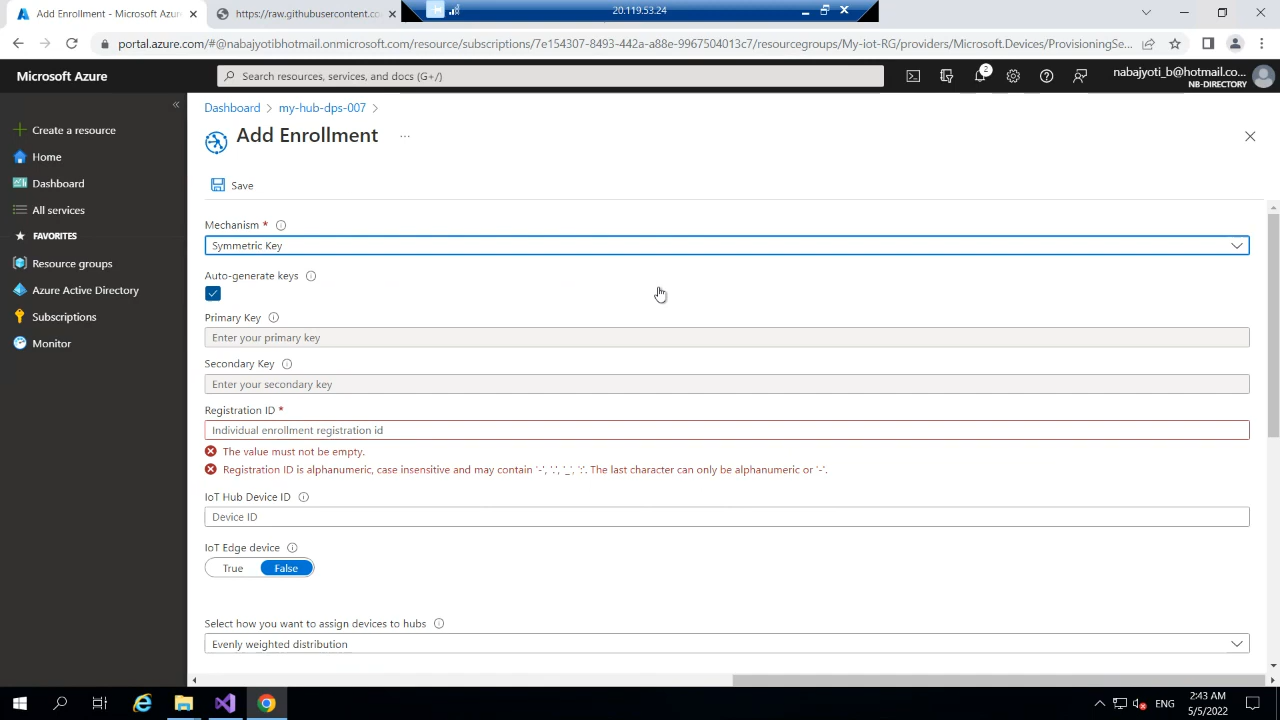 Add Enrollment - Microsoft Azur
https://raw.githubusercontent.co
20.119.53.24
portal.azure.com/#@nabajyotibhotmail.onmicrosoft.com/resource/subscriptions/7e154307-8493-442a-a88e-9967504013c7/resourcegroups/My-iot-RG/providers/Microsoft.Devices/ProvisioningSe...
Microsoft Azure
Search resources, services, and docs (G+/)
2
nabajyoti_b@hotmail.co...
NB-DIRECTORY
Create a resource
Home
Dashboard
All services
FAVORITES
Resource groups
Azure Active Directory
Subscriptions
Monitor
Dashboard > my-hub-dps-007 >
Add Enrollment ...
Save
Mechanism *
Symmetric Key
Auto-generate keys
Primary Key
Enter your primary key
Secondary Key
Enter your secondary key
Registration ID *
Individual enrollment registration id
The value must not be empty.
Registration ID is alphanumeric, case insensitive and may contain '-', '.', '_', ':'. The last character can only be alphanumeric or '-'.
IoT Hub Device ID
Device ID
IoT Edge device
True False
Select how you want to assign devices to hubs
Evenly weighted distribution
ENG
2:43 AM
5/5/2022